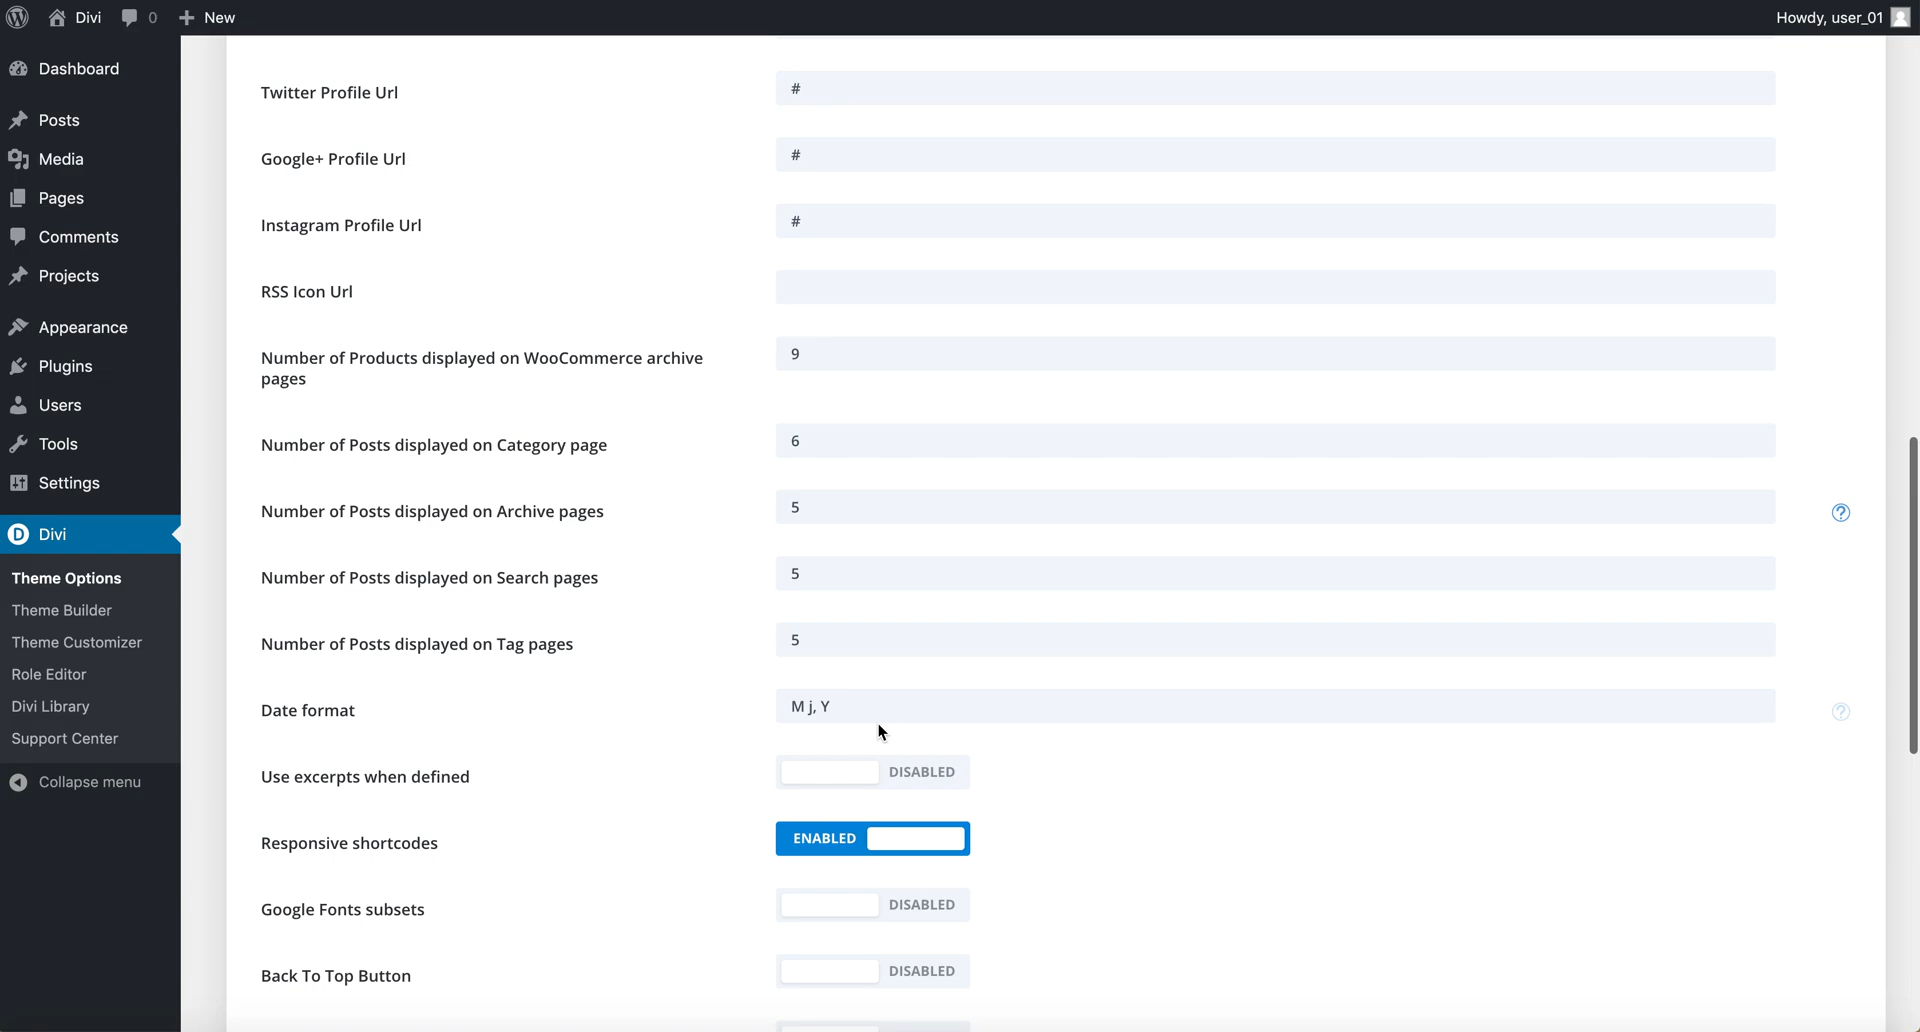 Divi
0
New
Howdy, user_01
Dashboard
Posts
Media
Pages
Comments
Projects
Appearance
Plugins
Users
Tools
Settings
D Divi
Theme Options
Theme Builder
Theme Customizer
Role Editor
Divi Library
Support Center
Collapse menu
Twitter Profile Url
#
Google+ Profile Url
#
Instagram Profile Url
#
RSS Icon Url
Number of Products displayed on WooCommerce archive
pages
9
Number of Posts displayed on Category page
6
Number of Posts displayed on Archive pages
5
?
Number of Posts displayed on Search pages
5
Number of Posts displayed on Tag pages
5
Date format
M j, Y
?
Use excerpts when defined
DISABLED
Responsive shortcodes
ENABLED
Google Fonts subsets
DISABLED
Back To Top Button
DISABLED